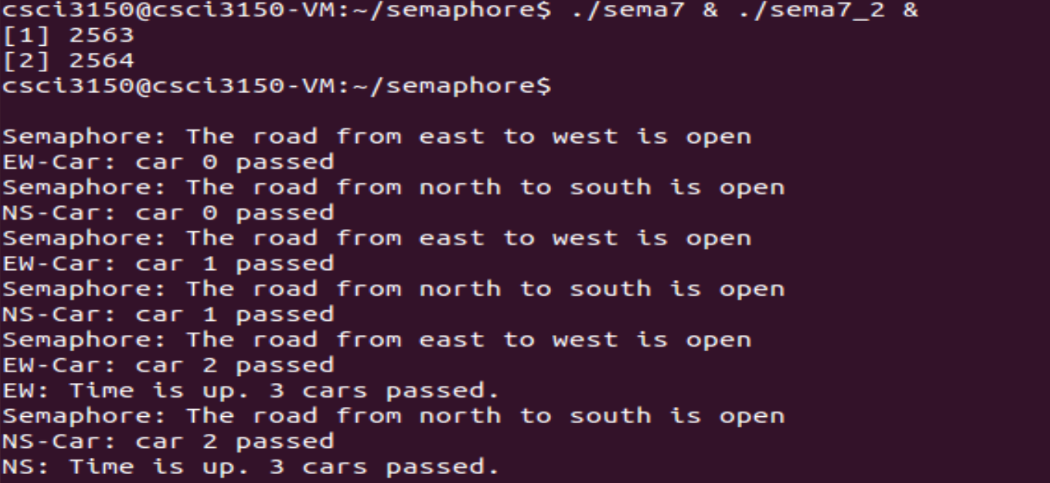 csci3150@csci3150-VM:~/semaphore$ ./sema7 & ./sema7_2 &
[1] 2563
[2] 2564
csci3150@csci3150-VM:~/semaphore$
Semaphore: The road from east to west is open
EW-Car: car 0 passed
Semaphore: The road from north to south is open
NS-Car: car 0 passed
Semaphore: The road from east to west is open
EW-Car: car 1 passed
Semaphore: The road from north to south is open
NS-Car: car 1 passed
Semaphore: The road from east to west is open
EW-Car: car 2 passed
EW: Time is up. 3 cars passed.
Semaphore: The road from north to south is open
NS-Car: car 2 passed
NS: Time is up. 3 cars passed.